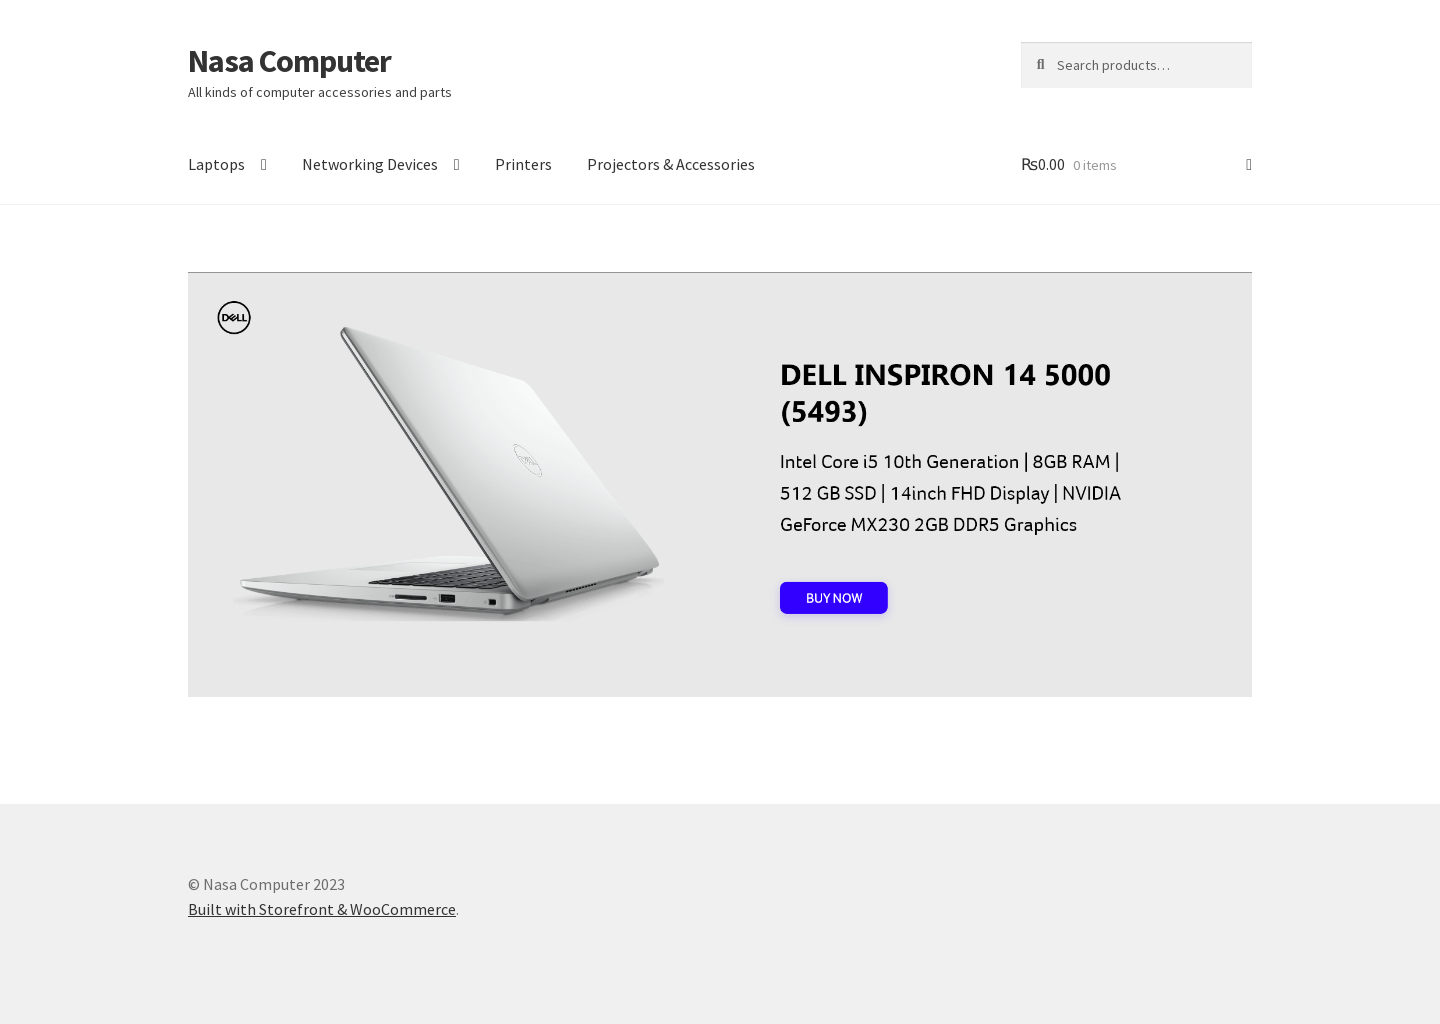 Nasa Computer
All kinds of computer accessories and parts
Search products…
Laptops
Networking Devices
Printers
Projectors & Accessories
₨0.00 0 items
DELL
DELL INSPIRON 14 5000
(5493)
Intel Core i5 10th Generation | 8GB RAM |
512 GB SSD | 14inch FHD Display | NVIDIA
GeForce MX230 2GB DDR5 Graphics
BUY NOW
© Nasa Computer 2023
Built with Storefront & WooCommerce.